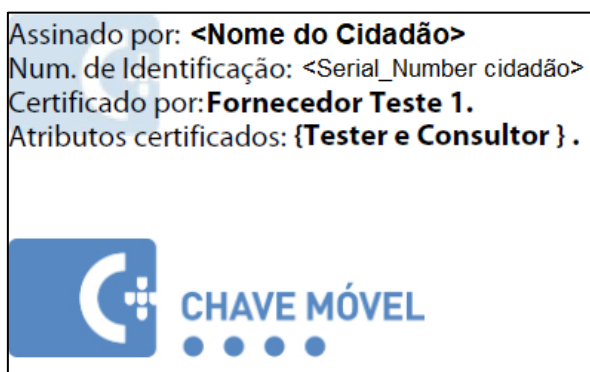 Assinado por: <Nome do Cidadão>
Num. de Identificação: <Serial_Number cidadão>
Certificado por:Fornecedor Teste 1.
Atributos certificados: {Tester e Consultor } .
CHAVE MÓVEL